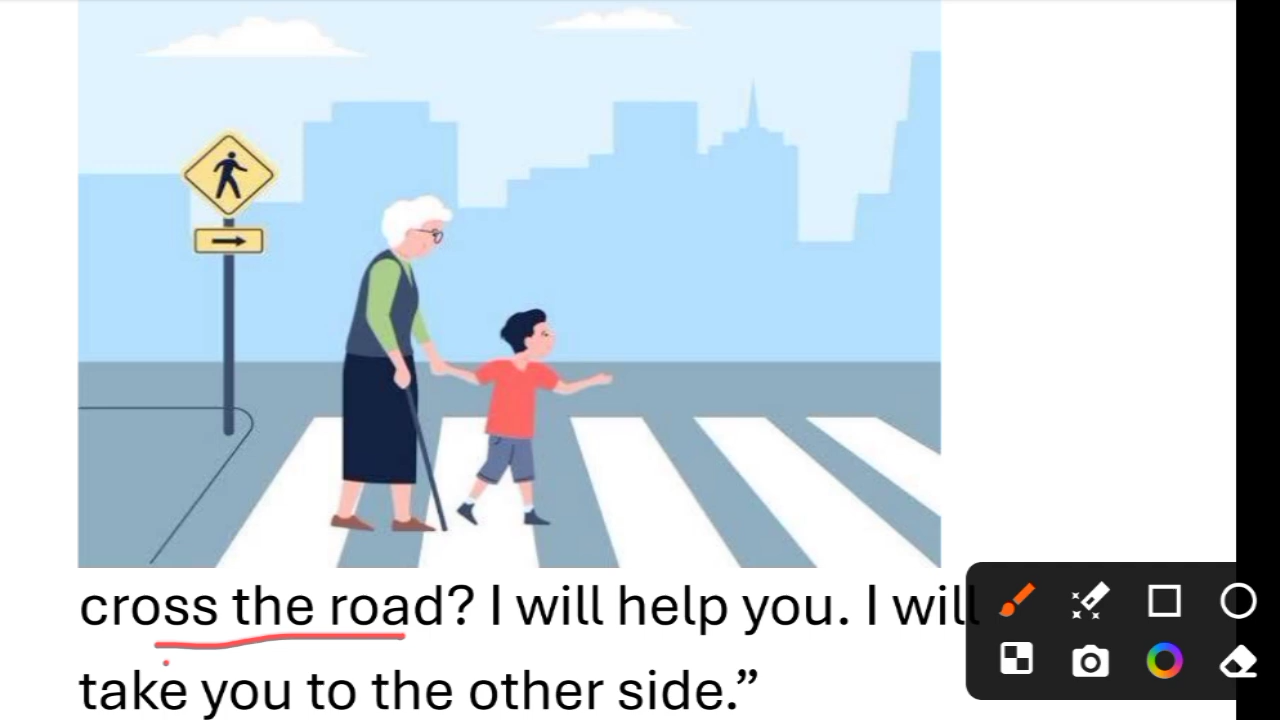 cross the road? I will help you. I will
take you to the other side.”